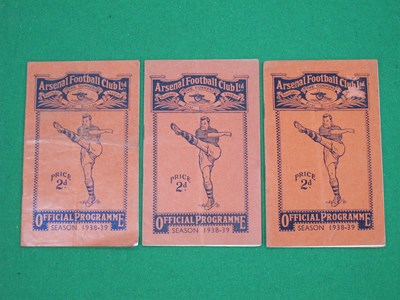 Arsenal Football Club Ltd
PRICE
2d
OFFICIAL PROGRAMME
SEASON 1938-39
Arsenal Football Club Ltd
PRICE
2d
OFFICIAL PROGRAMME
SEASON 1938-39
Arsenal Football Club Ltd
PRICE
2d
OFFICIAL PROGRAMME
SEASON 1938-39